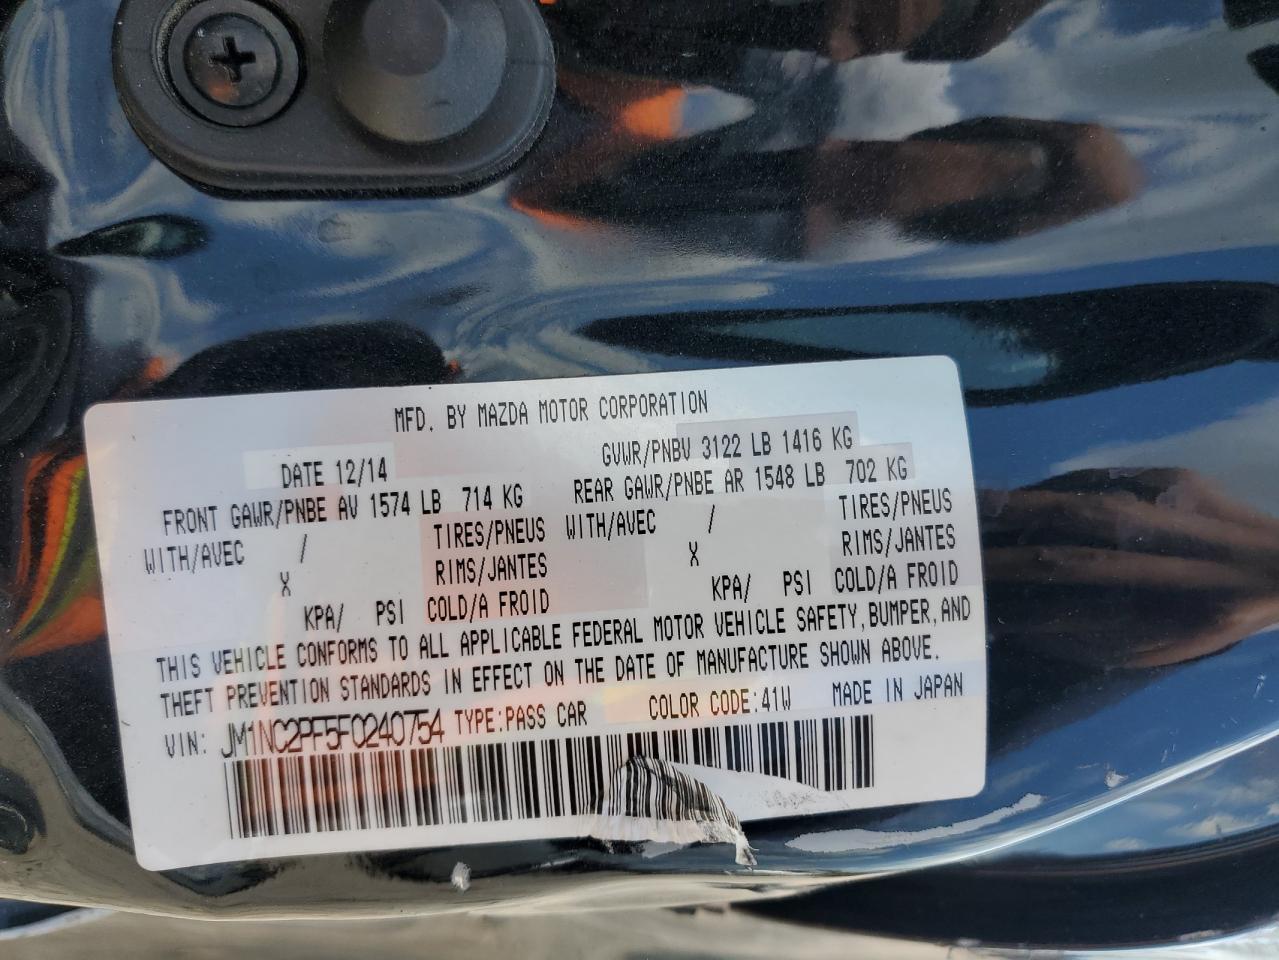 MFD. BY MAZDA MOTOR CORPORATION
DATE 12/14 GVWR/PNBV 3122 LB 1416 KG
FRONT GAWR/PNBE AV 1574 LB 714 KG REAR GAWR/PNBE AR 1548 LB 702 KG
WITH/AVEC / TIRES/PNEUS WITH/AVEC / TIRES/PNEUS
X RIMS/JANTES X RIMS/JANTES
KPA/ PSI COLD/A FROID KPA/ PSI COLD/A FROID
THIS VEHICLE CONFORMS TO ALL APPLICABLE FEDERAL MOTOR VEHICLE SAFETY, BUMPER, AND
THEFT PREVENTION STANDARDS IN EFFECT ON THE DATE OF MANUFACTURE SHOWN ABOVE.
VIN: JM1NC2PF5F0240754 TYPE:PASS CAR COLOR CODE:41W MADE IN JAPAN